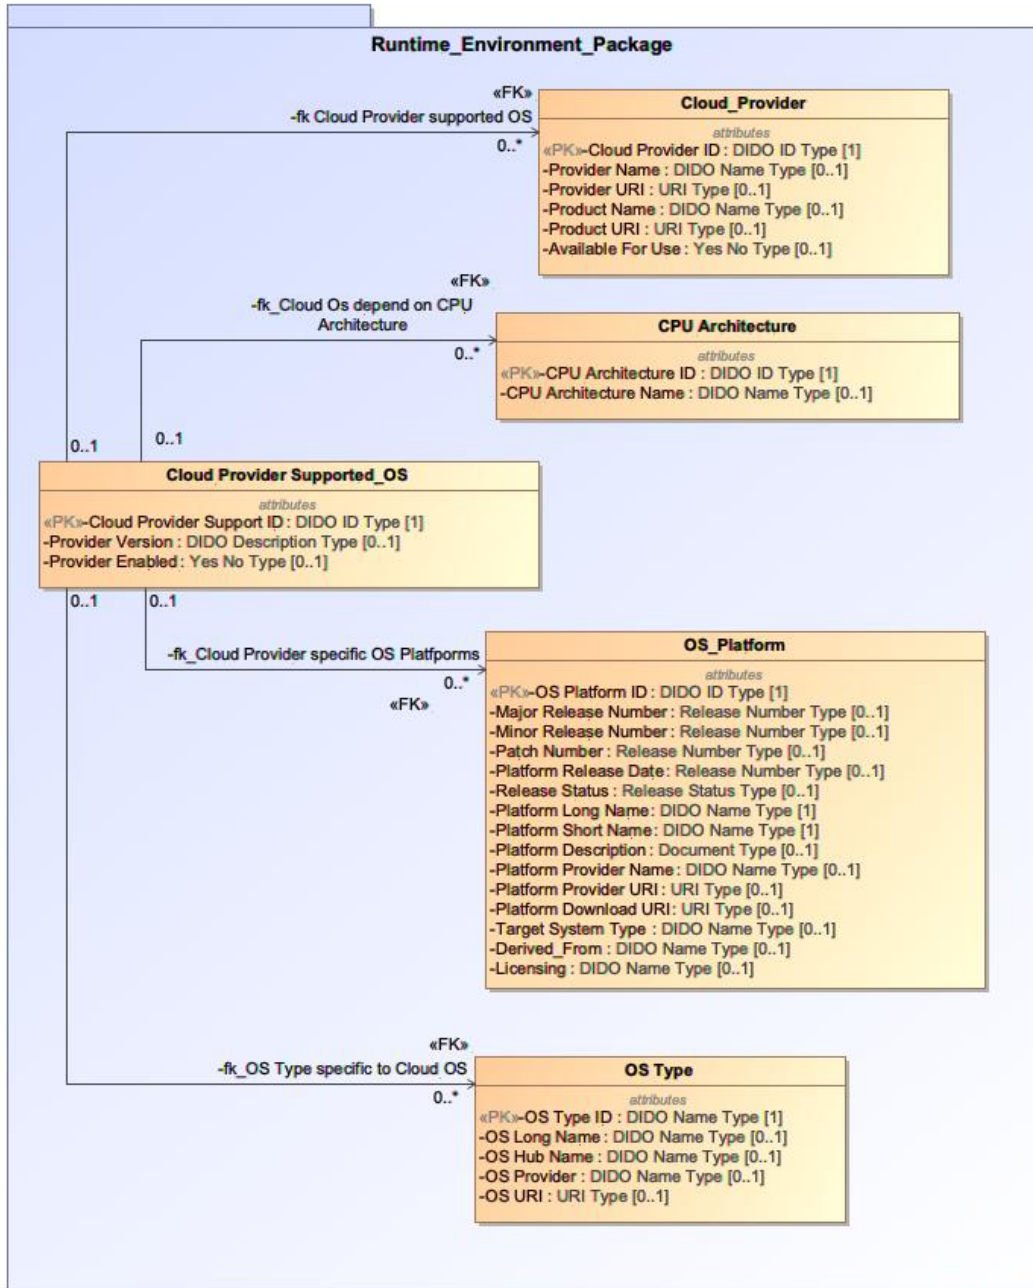 Runtime_Environment_Package
«FK»
-fk Cloud Provider supported OS
0..*
Cloud_Provider
attributes
«PK»-Cloud Provider ID : DIDO ID Type [1]
-Provider Name : DIDO Name Type [0..1]
-Provider URI : URI Type [0..1]
-Product Name : DIDO Name Type [0..1]
-Product URI : URI Type [0..1]
-Available For Use : Yes No Type [0..1]
«FK»
-fk_Cloud Os depend on CPU
Architecture
0..*
CPU Architecture
attributes
«PK»-CPU Architecture ID : DIDO ID Type [1]
-CPU Architecture Name : DIDO Name Type [0..1]
0..1
0..1
Cloud Provider Supported_OS
attributes
«PK»-Cloud Provider Support ID : DIDO ID Type [1]
-Provider Version : DIDO Description Type [0..1]
-Provider Enabled : Yes No Type [0..1]
0..1
0..1
-fk_Cloud Provider specific OS Platfporms
0..*
«FK»
OS_Platform
attributes
«PK»-OS Platform ID : DIDO ID Type [1]
-Major Release Number : Release Number Type [0..1]
-Minor Release Number : Release Number Type [0..1]
-Patch Number : Release Number Type [0..1]
-Platform Release Date : Release Number Type [0..1]
-Release Status : Release Status Type [0..1]
-Platform Long Name : DIDO Name Type [1]
-Platform Short Name : DIDO Name Type [1]
-Platform Description : Document Type [0..1]
-Platform Provider Name : DIDO Name Type [0..1]
-Platform Provider URI : URI Type [0..1]
-Platform Download URI : URI Type [0..1]
-Target System Type : DIDO Name Type [0..1]
-Derived_From : DIDO Name Type [0..1]
-Licensing : DIDO Name Type [0..1]
«FK»
-fk_OS Type specific to Cloud OS
0..*
OS Type
attributes
«PK»-OS Type ID : DIDO Name Type [1]
-OS Long Name : DIDO Name Type [0..1]
-OS Hub Name : DIDO Name Type [0..1]
-OS Provider : DIDO Name Type [0..1]
-OS URI : URI Type [0..1]